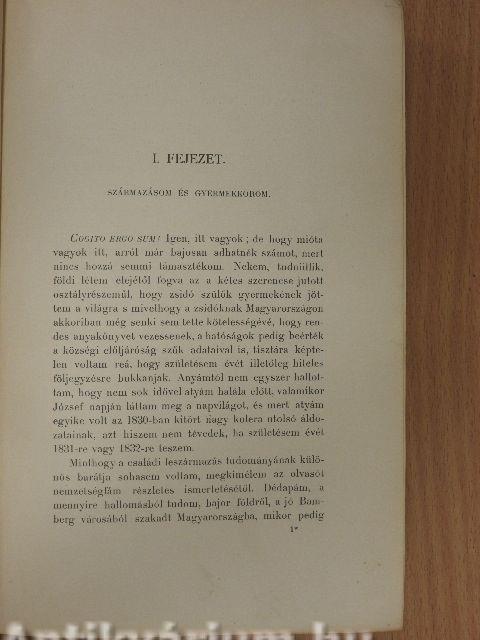 I. FEJEZET.
SZÁRMAZÁSOM ÉS GYERMEKKOROM.
COGITO ERGO SUM! Igen, itt vagyok; de hogy mióta
vagyok itt, arról már bajosan adhatnék számot, mert
nincs hozzá semmi támasztékom. Nekem, tudniillik,
földi létem elejétől fogva az a kétes szerencse jutott
osztályrészemül, hogy zsidó szülők gyermekének jöt-
tem a világra s mivelhogy a zsidóknak Magyarországon
akkoriban még senki sem tette kötelességévé, hogy ren-
des anyakönyvet vezessenek, a hatóságok pedig beérték
a községi előljáróság szűk adataival is, tisztára képte-
len voltam reá, hogy születésem évét illetőleg hiteles
följegyzésre bukkanjak. Anyámtól nem egyszer hallot-
tam, hogy nem sok idővel atyám halála előtt, valamikor
József napján láttam meg a napvilágot, és mert atyám
egyike volt az 1830-ban kitört nagy kolera utolsó áldo-
zatainak, azt hiszem nem tévedek, ha születésem évét
1831-re vagy 1832-re teszem.
Minthogy a családi leszármazás tudományának külö-
nös barátja sohasem voltam, megkimélem az olvasót
nemzetségfám részletes ismertetésétől. Dédapám, a
mennyire hallomásból tudom, bajor földről, a jó Bam-
berg városából szakadt Magyarországba, mikor pedig
1*
Antikvárium.hu